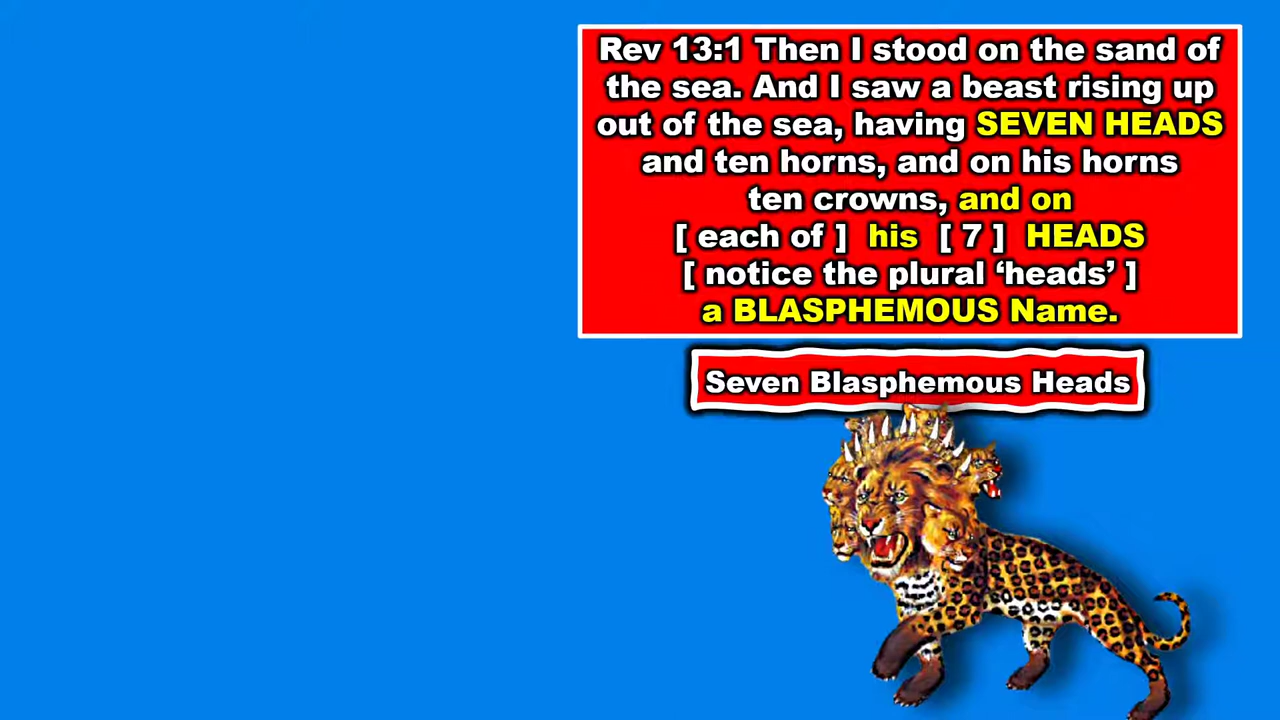 Rev 13:1 Then I stood on the sand of
the sea. And I saw a beast rising up
out of the sea, having SEVEN HEADS
and ten horns, and on his horns
ten crowns, and on
[ each of ] his [ 7 ] HEADS
[ notice the plural ‘heads’ ]
a BLASPHEMOUS Name.
Seven Blasphemous Heads